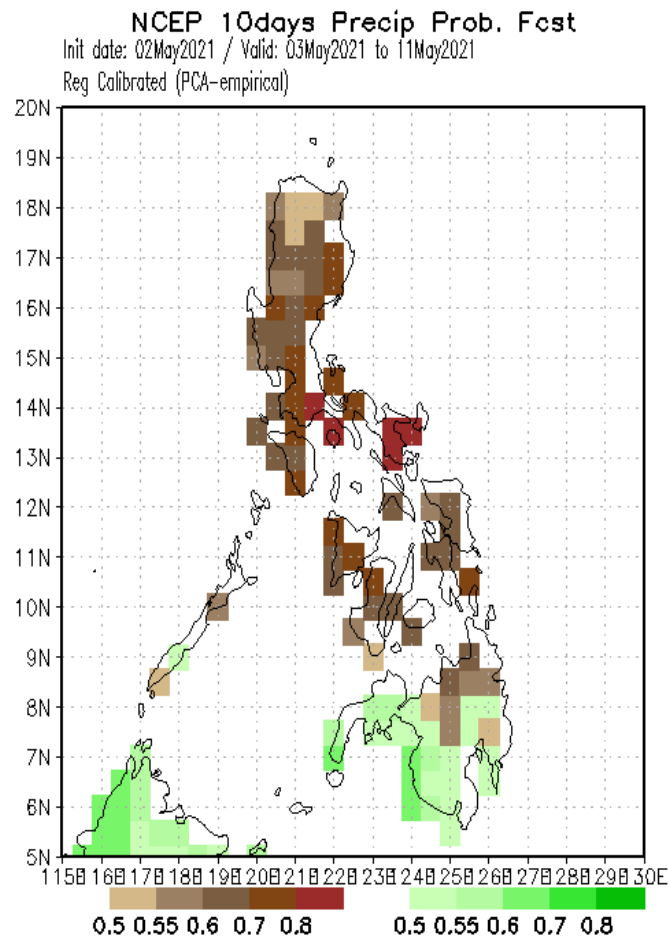 NCEP 10days Precip Prob. Fcst
Init date: 02May2021 / Valid: 03May2021 to 11May2021
Reg Calibrated (PCA-empirical)
20N
19N
18N
17N
16N
15N
14N
13N
12N
11N
10N
9N
8N
7N
6N
5N
115E 116E 117E 118E 119E 120E 121E 122E 123E 124E 125E 126E 127E 128E 129E 130E
0.5 0.55 0.6 0.7 0.8 0.5 0.55 0.6 0.7 0.8